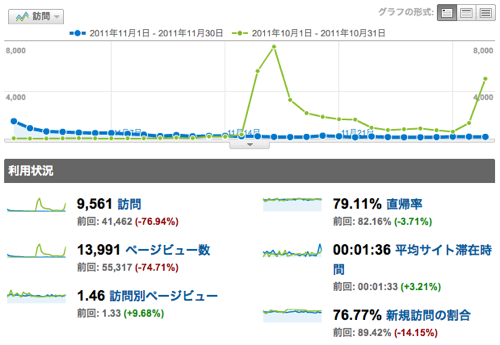 訪問
グラフの形式:
2011年11月1日 - 2011年11月30日 2011年10月1日 - 2011年10月31日
8,000 8,000
4,000 4,000
11月7日 11月14日 11月21日
利用状況
9,561 訪問
前回: 41,462 (-76.94%)
13,991 ページビュー数
前回: 55,317 (-74.71%)
1.46 訪問別ページビュー
前回: 1.33 (+9.68%)
79.11% 直帰率
前回: 82.16% (-3.71%)
00:01:36 平均サイト滞在時
間
前回: 00:01:33 (+3.21%)
76.77% 新規訪問の割合
前回: 89.42% (-14.15%)